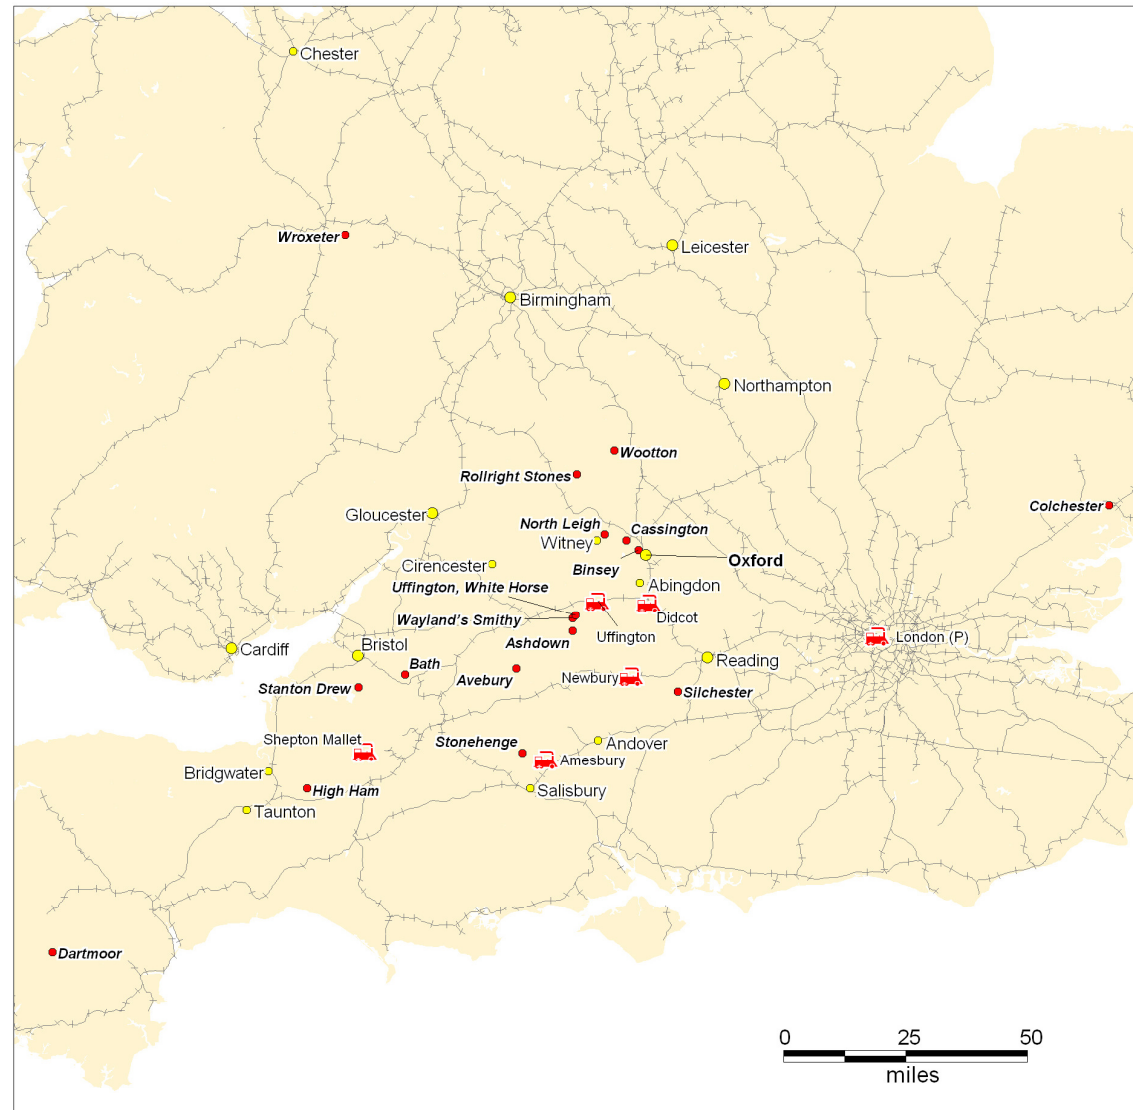 Chester
Wroxeter
Leicester
Birmingham
Northampton
Wootton
Rollright Stones
Colchester
Gloucester
North Leigh
Cassington
Witney
Oxford
Cirencester
Binsey
Uffington, White Horse
Abingdon
Wayland's Smithy
Didcot
Uffington
London (P)
Ashdown
Cardiff
Bristol
Bath
Reading
Avebury
Newbury
Stanton Drew
Silchester
Shepton Mallet
Stonehenge
Andover
Amesbury
Bridgwater
High Ham
Salisbury
Taunton
Dartmoor
0 25 50
miles